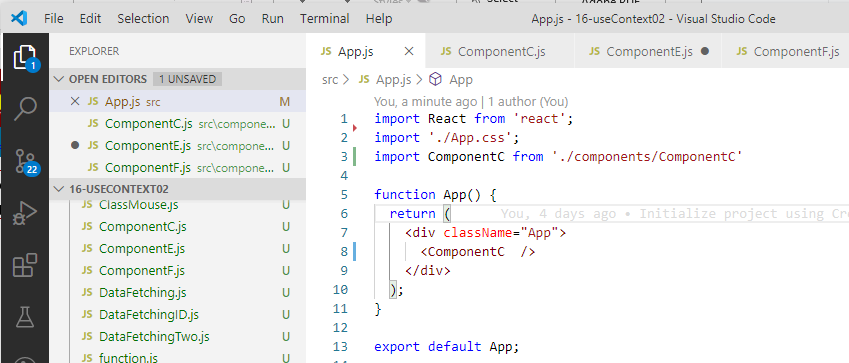 File Edit Selection View Go Run Terminal Help App.js - 16-useContext02 - Visual Studio Code
EXPLORER
OPEN EDITORS 1 UNSAVED
JS App.js src M
JS ComponentC.js src\compone... U
JS ComponentE.js src\compone... U
JS ComponentF.js src\compone... U
16-USECONTEXT02
JS ClassMouse.js U
JS ComponentC.js U
JS ComponentE.js U
JS ComponentF.js U
JS DataFetching.js U
JS DataFetchingID.js U
JS DataFetchingTwo.js U
JS function.js U
1
22
JS App.js JS ComponentC.js JS ComponentE.js JS ComponentF.js
src > JS App.js > App
You, a minute ago | 1 author (You)
1 import React from 'react';
2 import './App.css';
3 import ComponentC from './components/ComponentC'
4
5 function App() {
6 return ( You, 4 days ago • Initialize project using Cre
7 <div className="App">
8 <ComponentC />
9 </div>
10 );
11 }
12
13 export default App;